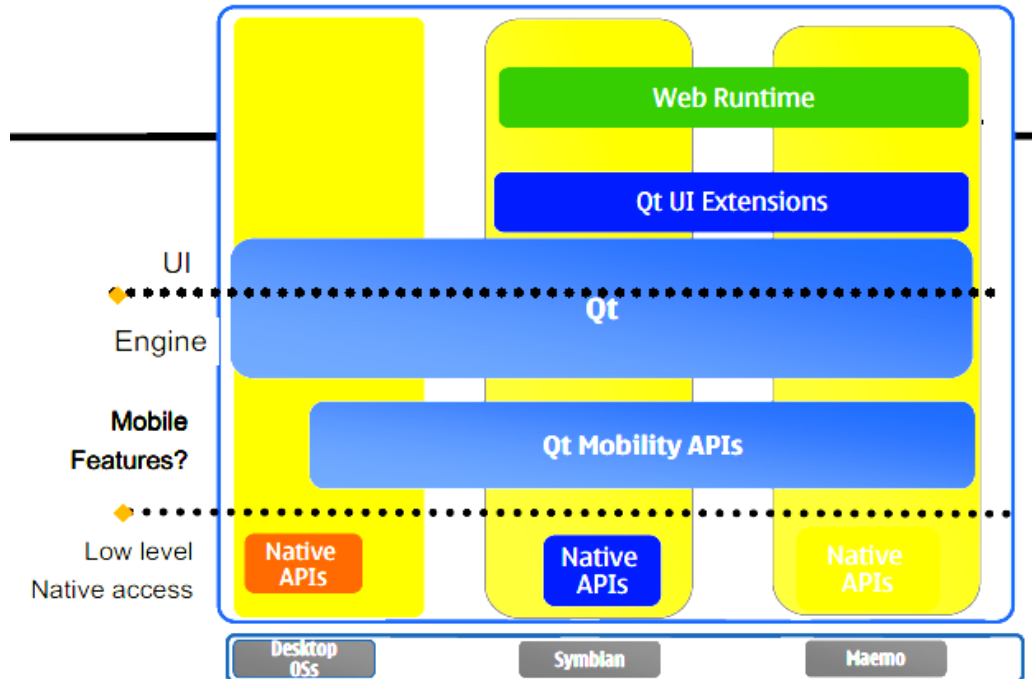 Web Runtime
Qt UI Extensions
UI
Qt
Engine
Mobile
Features?
Qt Mobility APIs
Low level
Native access
Native
APIs
Native
APIs
Native
APIs
Desktop
OSs
Symbian
Maemo